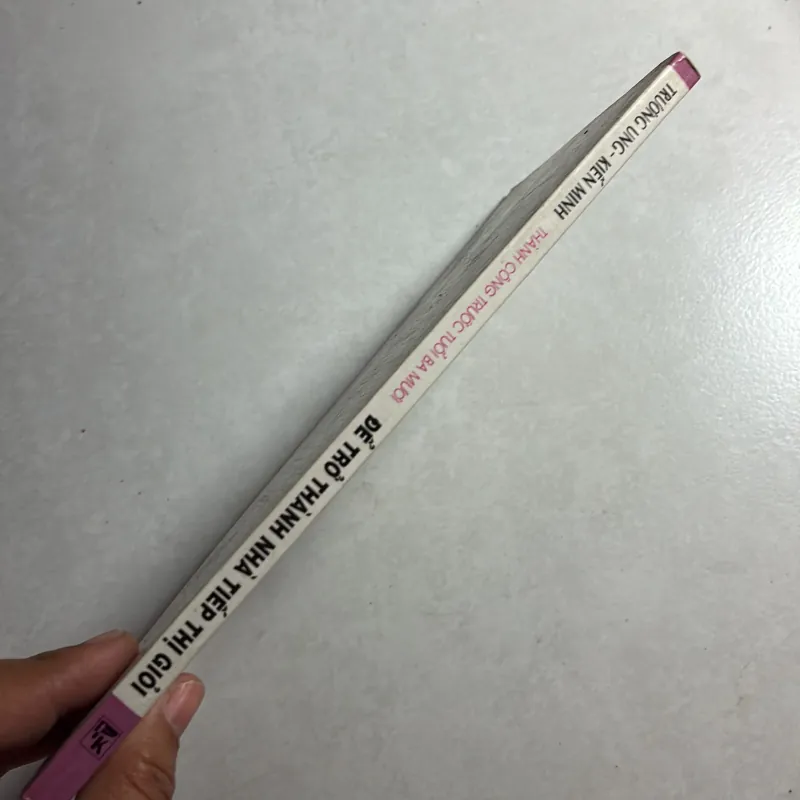 TRƯƠNG UNG - KIẾN MINH
THÀNH CÔNG TRƯỚC TUỔI BA MƯƠI
ĐỂ TRỞ THÀNH NHÀ TIẾP THỊ GIỎI